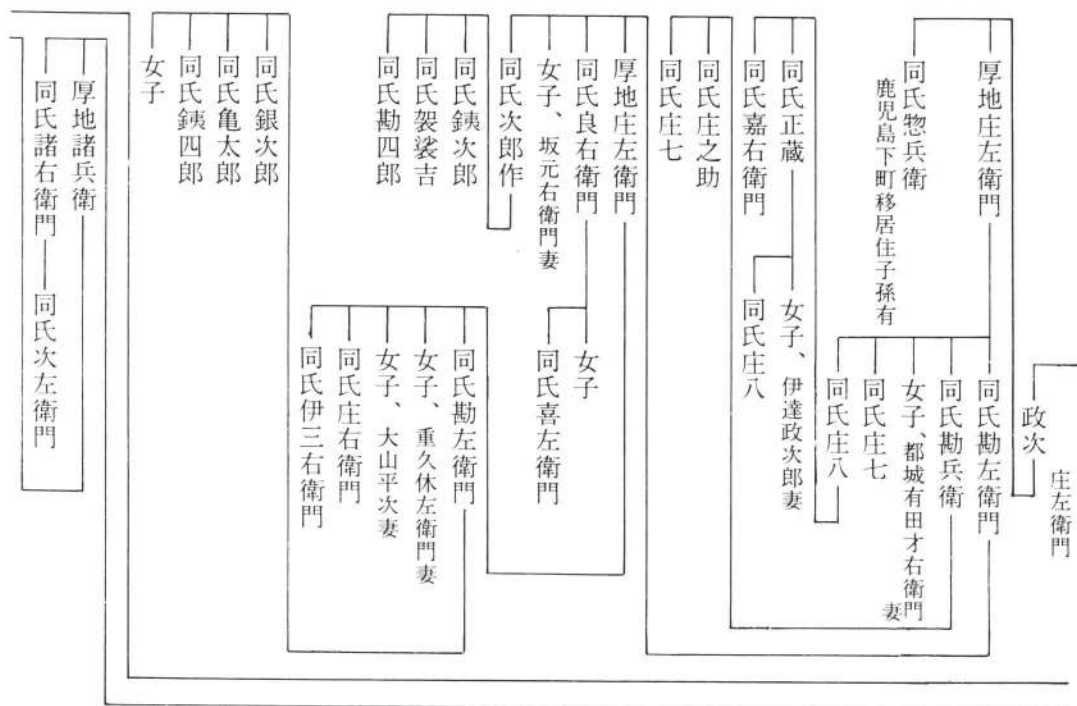 政次
庄左衛門
厚地庄左衛門
同氏惣兵衛
鹿児島下町移居住子孫有
同氏勘左衛門
同氏勘兵衛
女子、都城有田才右衛門妻
同氏庄七
同氏庄八
同氏正蔵
同氏嘉右衛門
女子、伊達政次郎妻
同氏庄八
同氏庄之助
同氏庄七
厚地庄左衛門
同氏良右衛門
女子、坂元右衛門妻
同氏次郎作
女子
同氏喜左衛門
同氏銕次郎
同氏袈裟吉
同氏勘四郎
同氏勘左衛門
女子、重久休左衛門妻
女子、大山平次妻
同氏庄右衛門
同氏伊三右衛門
同氏銀次郎
同氏亀太郎
同氏銕四郎
女子
厚地諸兵衛
同氏諸右衛門
同氏次左衛門